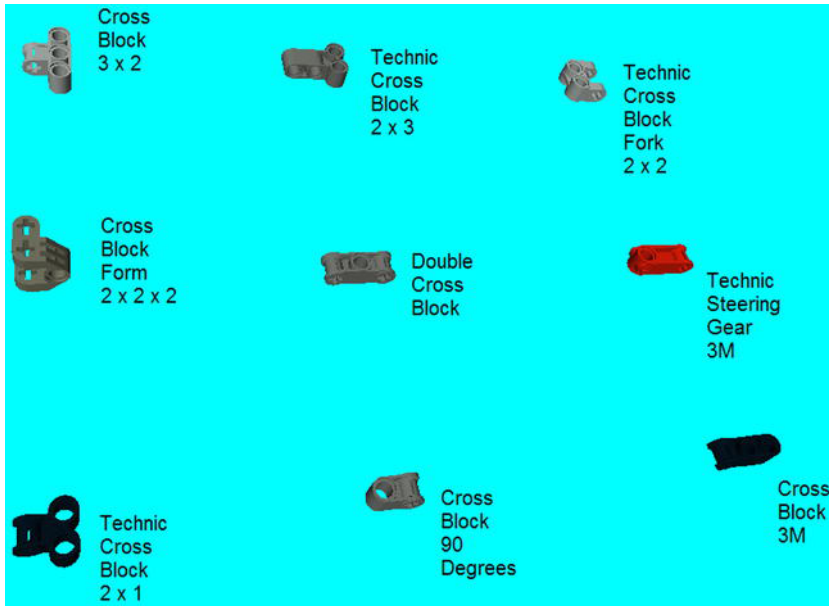 Cross
Block
3 x 2
Technic
Cross
Block
2 x 3
Technic
Cross
Block
Fork
2 x 2
Cross
Block
Form
2 x 2 x 2
Double
Cross
Block
Technic
Steering
Gear
3M
Technic
Cross
Block
2 x 1
Cross
Block
90
Degrees
Cross
Block
3M